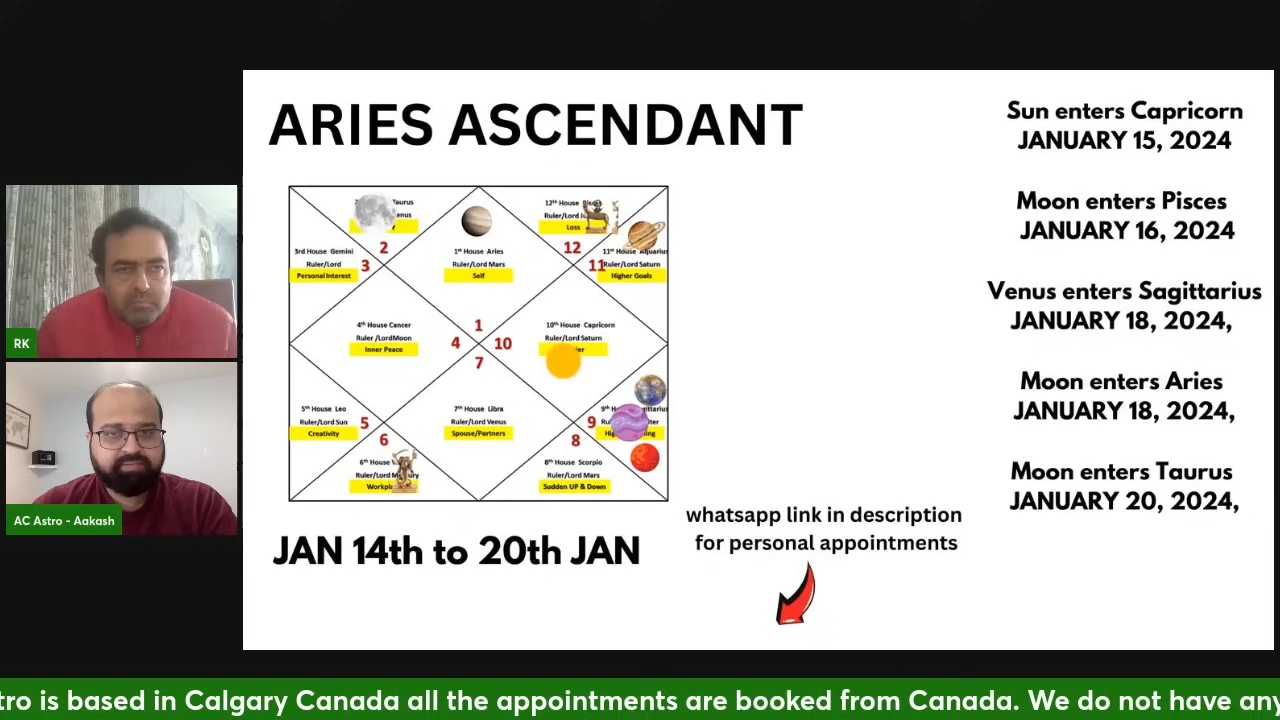 ARIES ASCENDANT
Taurus
enus
12th House
Ruler/Lord
Loss
2
12
3rd House Gemini
Ruler/Lord
Personal Interest
3
1st House Aries
Ruler/Lord Mars
Self
11st House Aquarius
11 Ruler/Lord Saturn
Higher Goals
4th House Cancer
Ruler /LordMoon
Inner Peace
4
1
10
7
10th House Capricorn
Ruler/Lord Saturn
5th House Leo
Ruler/Lord Sun
Creativity
5
7th House Libra
Ruler/Lord Venus
Spouse/Partners
9
9th H
6
6th House
Ruler/Lord M
Workpl
8
8th House Scorpio
Ruler/Lord Mars
Sudden UP & Down
JAN 14th to 20th JAN
whatsapp link in description
for personal appointments
Sun enters Capricorn
JANUARY 15, 2024
Moon enters Pisces
JANUARY 16, 2024
Venus enters Sagittarius
JANUARY 18, 2024,
Moon enters Aries
JANUARY 18, 2024,
Moon enters Taurus
JANUARY 20, 2024,
RK
AC Astro - Aakash
tro is based in Calgary Canada all the appointments are booked from Canada. We do not have any